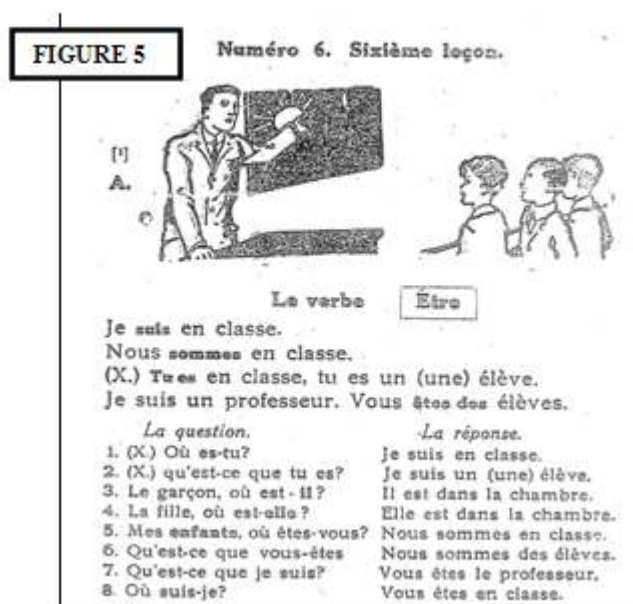 FIGURE 5
Numéro 6. Sixième leçon.
[1]
A.
Le verbe Être
Je suis en classe.
Nous sommes en classe.
(X.) Tu es en classe, tu es un (une) élève.
Je suis un professeur. Vous êtes des élèves.
La question. La réponse.
1. (X.) Où es-tu? Je suis en classe.
2. (X.) qu'est-ce que tu es? Je suis un (une) élève.
3. Le garçon, où est-il? Il est dans la chambre.
4. La fille, où est-elle? Elle est dans la chambre.
5. Mes enfants, où êtes-vous? Nous sommes en classe.
6. Qu'est-ce que vous-êtes Nous sommes des élèves.
7. Qu'est-ce que je suis? Vous êtes le professeur.
8. Où suis-je? Vous êtes en classe.